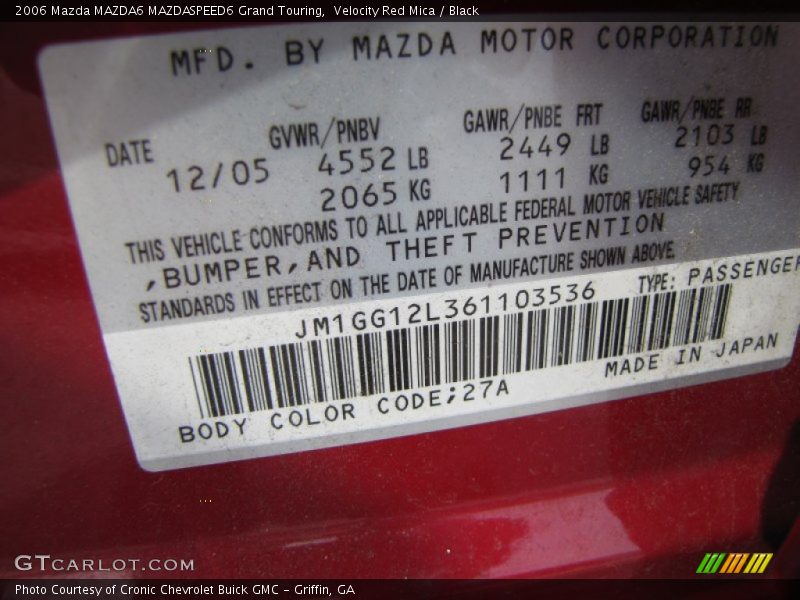 2006 Mazda MAZDA6 MAZDASPEED6 Grand Touring,  Velocity Red Mica / Black
MFD. BY MAZDA MOTOR CORPORATION
DATE GVWR/PNBV GAWR/PNBE FRT GAWR/PNBE RR
12/05 4552 LB 2449 LB 2103 LB
2065 KG 1111 KG 954 KG
THIS VEHICLE CONFORMS TO ALL APPLICABLE FEDERAL MOTOR VEHICLE SAFETY
,BUMPER,AND THEFT PREVENTION
STANDARDS IN EFFECT ON THE DATE OF MANUFACTURE SHOWN ABOVE.
JM1GG12L361103536 TYPE: PASSENGER
MADE IN JAPAN
BODY COLOR CODE;27A
GTCARLOT.COM
Photo Courtesy of Cronic Chevrolet Buick GMC - Griffin, GA